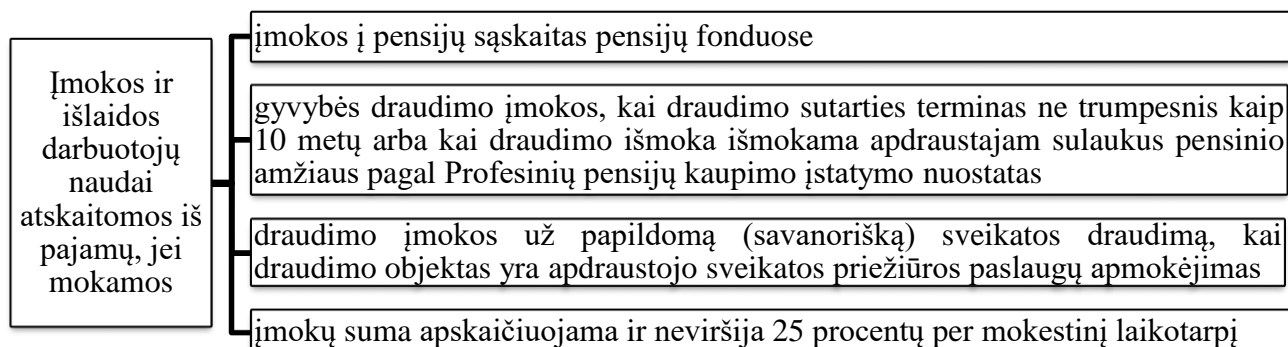 Įmokos ir
išlaidos
darbuotojų
naudai
atskaitomos iš
pajamų, jei
mokamos
įmokos į pensijų sąskaitas pensijų fonduose
gyvybės draudimo įmokos, kai draudimo sutarties terminas ne trumpesnis kaip
10 metų arba kai draudimo išmoka išmokama apdraustajam sulaukus pensinio
amžiaus pagal Profesinių pensijų kaupimo įstatymo nuostatas
draudimo įmokos už papildomą (savanorišką) sveikatos draudimą, kai
draudimo objektas yra apdraustojo sveikatos priežiūros paslaugų apmokėjimas
įmokų suma apskaičiuojama ir neviršija 25 procentų per mokestinį laikotarpį